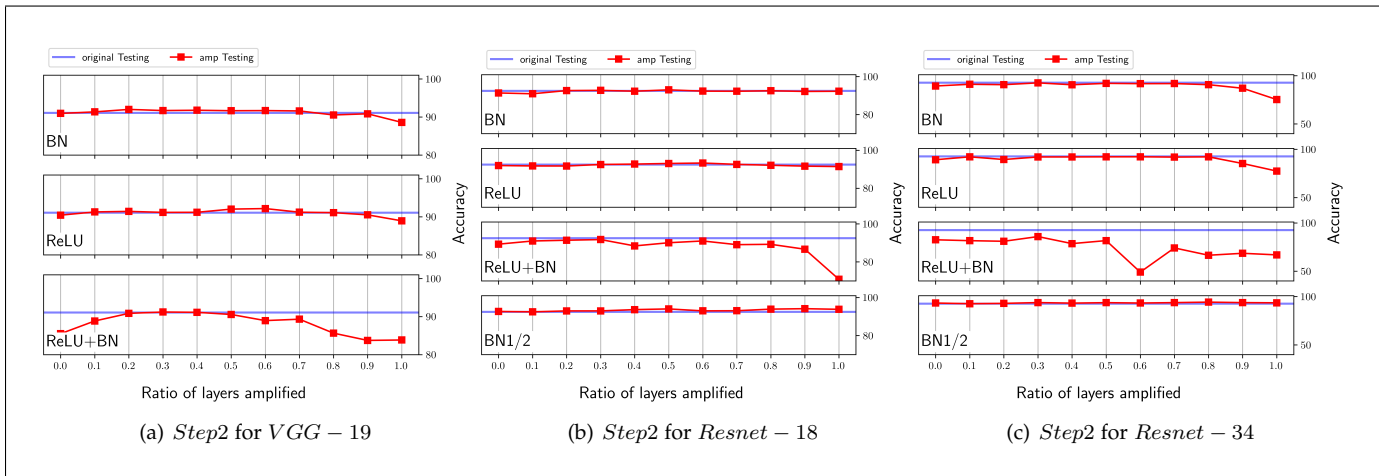 original Testing amp Testing
100
90
80
BN
100
90
80
ReLU
100
90
80
ReLU+BN
0.0 0.1 0.2 0.3 0.4 0.5 0.6 0.7 0.8 0.9 1.0
Ratio of layers amplified
Accuracy
(a) Step2 for VGG − 19
original Testing amp Testing
100
80
BN
100
80
ReLU
100
80
ReLU+BN
100
80
BN1/2
0.0 0.1 0.2 0.3 0.4 0.5 0.6 0.7 0.8 0.9 1.0
Ratio of layers amplified
Accuracy
(b) Step2 for Resnet − 18
original Testing amp Testing
100
50
BN
100
50
ReLU
100
50
ReLU+BN
100
50
BN1/2
0.0 0.1 0.2 0.3 0.4 0.5 0.6 0.7 0.8 0.9 1.0
Ratio of layers amplified
Accuracy
(c) Step2 for Resnet − 34